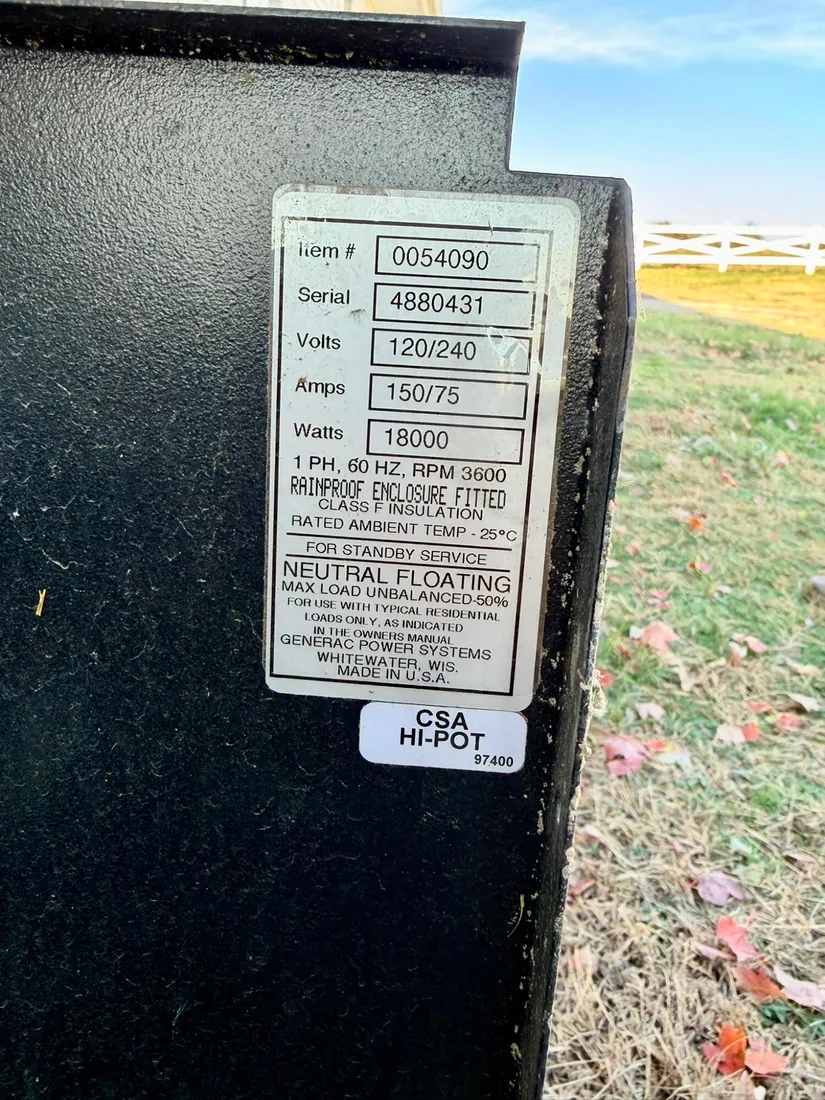 Item # 0054090
Serial 4880431
Volts 120/240
Amps 150/75
Watts 18000
1 PH, 60 HZ, RPM 3600
RAINPROOF ENCLOSURE FITTED
CLASS F INSULATION
RATED AMBIENT TEMP - 25°C
FOR STANDBY SERVICE
NEUTRAL FLOATING
MAX LOAD UNBALANCED-50%
FOR USE WITH TYPICAL RESIDENTIAL
LOADS ONLY, AS INDICATED
IN THE OWNERS MANUAL
GENERAC POWER SYSTEMS
WHITEWATER, WIS.
MADE IN U.S.A.
CSA
HI-POT
97400